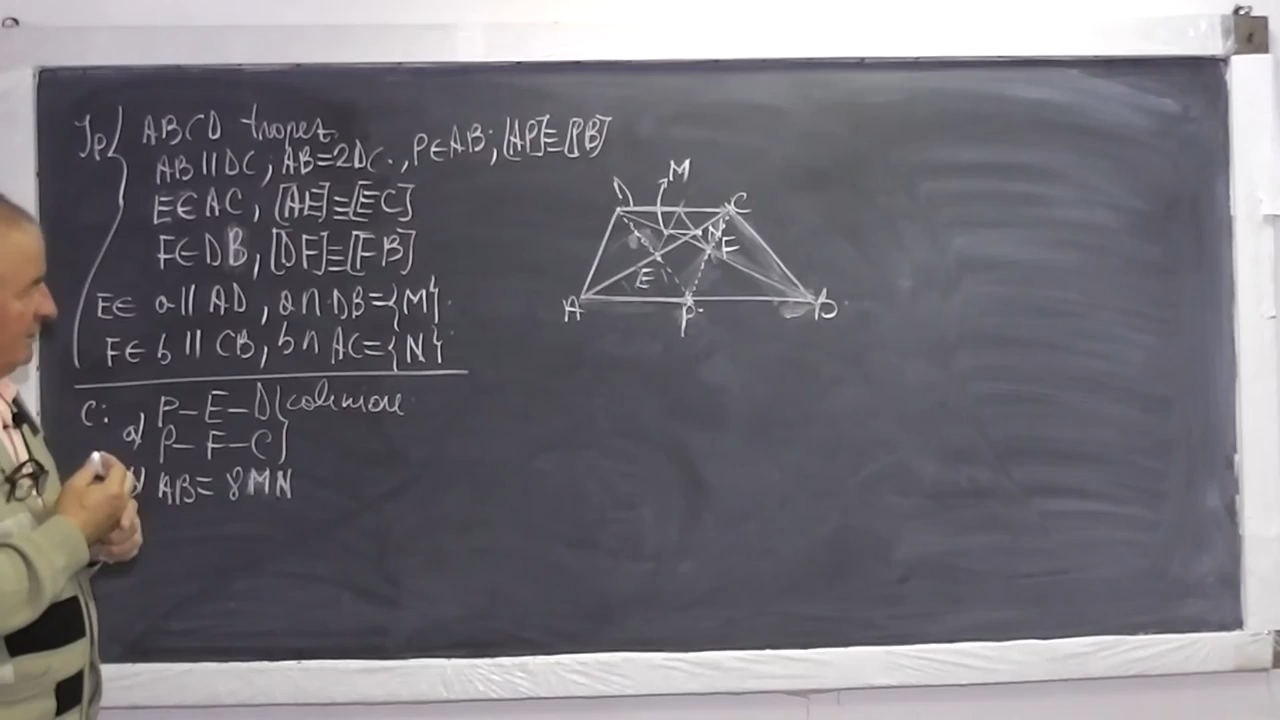 Ip ABCD trapez
AB ∥ DC; AB=2DC., P∈AB; [AP]≡[PB]
E∈AC, [AE]≡[EC]
F∈DB, [DF]≡[FB]
E∈ a ∥ AD, a∩DB={M}.
F∈ b ∥ CB, b∩AC={N}.
C: a) P–E–D coliniare
P–F–C
AB=8MN
M
D C
N F
E
A P B